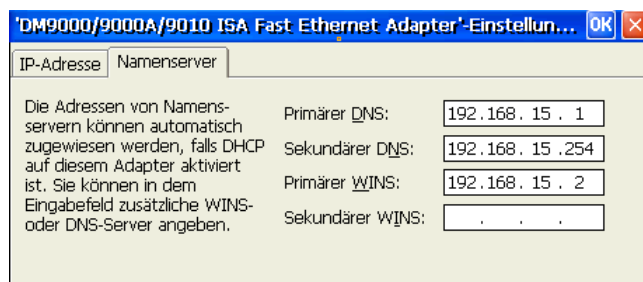 'DM9000/9000A/9010 ISA Fast Ethernet Adapter'-Einstellun... OK
IP-Adresse Namenserver
Die Adressen von Namens-
servern können automatisch
zugewiesen werden, falls DHCP
auf diesem Adapter aktiviert
ist. Sie können in dem
Eingabefeld zusätzliche WINS-
oder DNS-Server angeben.
Primärer DNS: 192.168. 15 . 1
Sekundärer DNS: 192.168. 15 .254
Primärer WINS: 192.168. 15 . 2
Sekundärer WINS: . . .